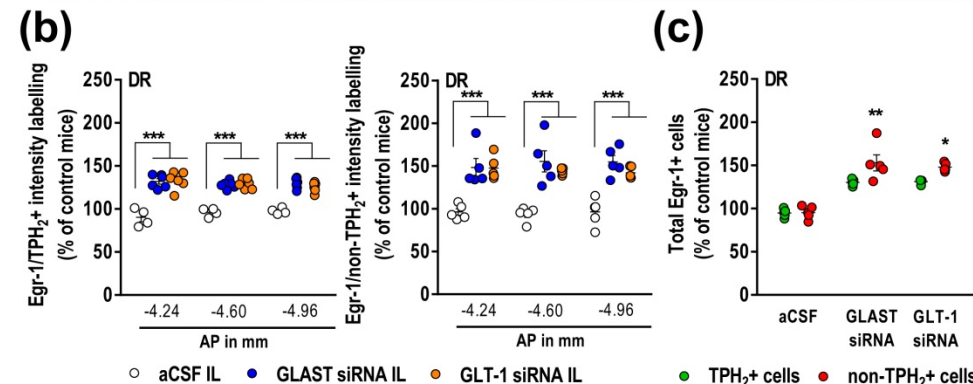 (b)
Egr-1/TPH₂+ intensity labelling
(% of control mice)
250
200
150
100
50
0
DR
***
***
***
-4.24
-4.60
-4.96
AP in mm
Egr-1/non-TPH₂+ intensity labelling
(% of control mice)
250
200
150
100
50
0
DR
***
***
***
-4.24
-4.60
-4.96
AP in mm
aCSF IL
GLAST siRNA IL
GLT-1 siRNA IL
(c)
Total Egr-1+ cells
(% of control mice)
250
200
150
100
50
0
DR
**
*
aCSF
GLAST
siRNA
GLT-1
siRNA
TPH₂+ cells
non-TPH₂+ cells